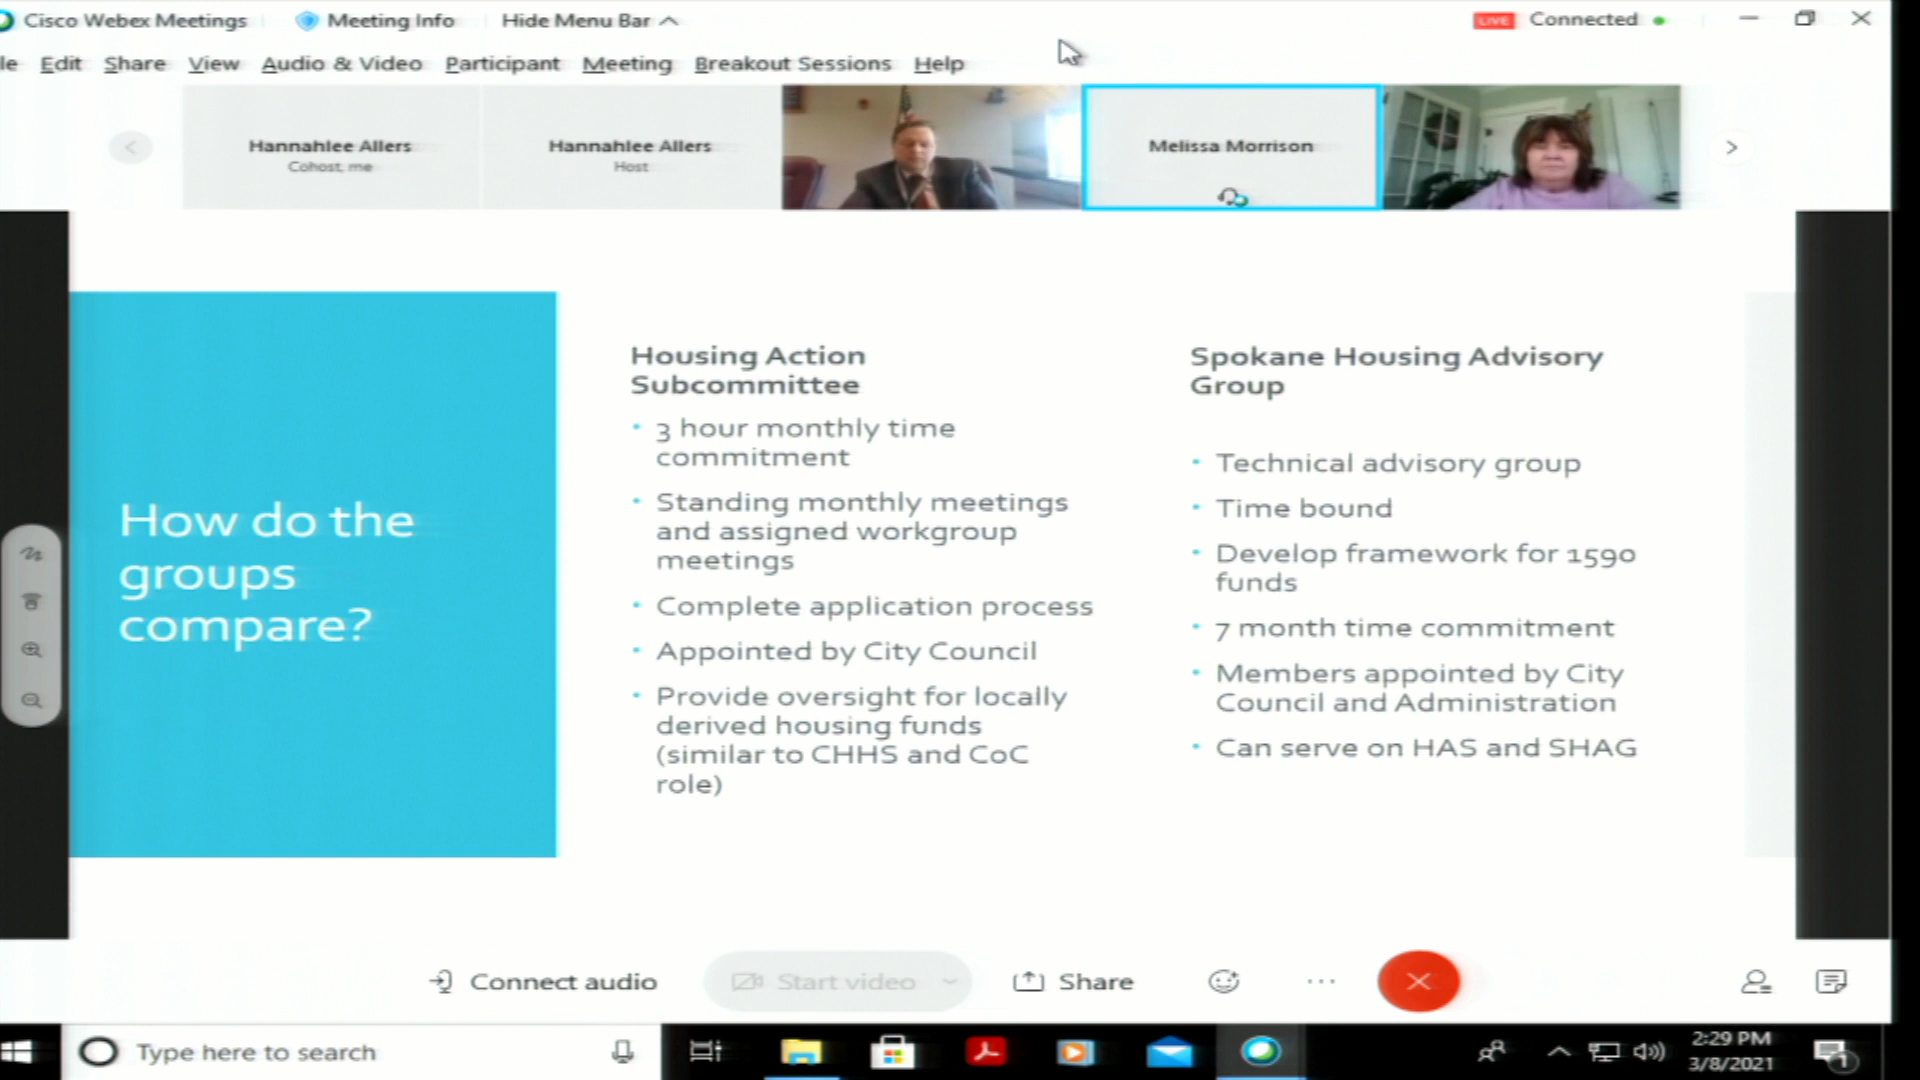 Cisco Webex Meetings
Meeting Info
Hide Menu Bar
LIVE
Connected
le Edit Share View Audio & Video Participant Meeting Breakout Sessions Help
Hannahlee Allers
Cohost, me
Hannahlee Allers
Host
Melissa Morrison
How do the
groups
compare?
Housing Action
Subcommittee
• 3 hour monthly time
commitment
• Standing monthly meetings
and assigned workgroup
meetings
• Complete application process
• Appointed by City Council
• Provide oversight for locally
derived housing funds
(similar to CHHS and CoC
role)
Spokane Housing Advisory
Group
• Technical advisory group
• Time bound
• Develop framework for 1590
funds
• 7 month time commitment
• Members appointed by City
Council and Administration
• Can serve on HAS and SHAG
Connect audio
Start video
Share
Type here to search
2:29 PM
3/8/2021
1